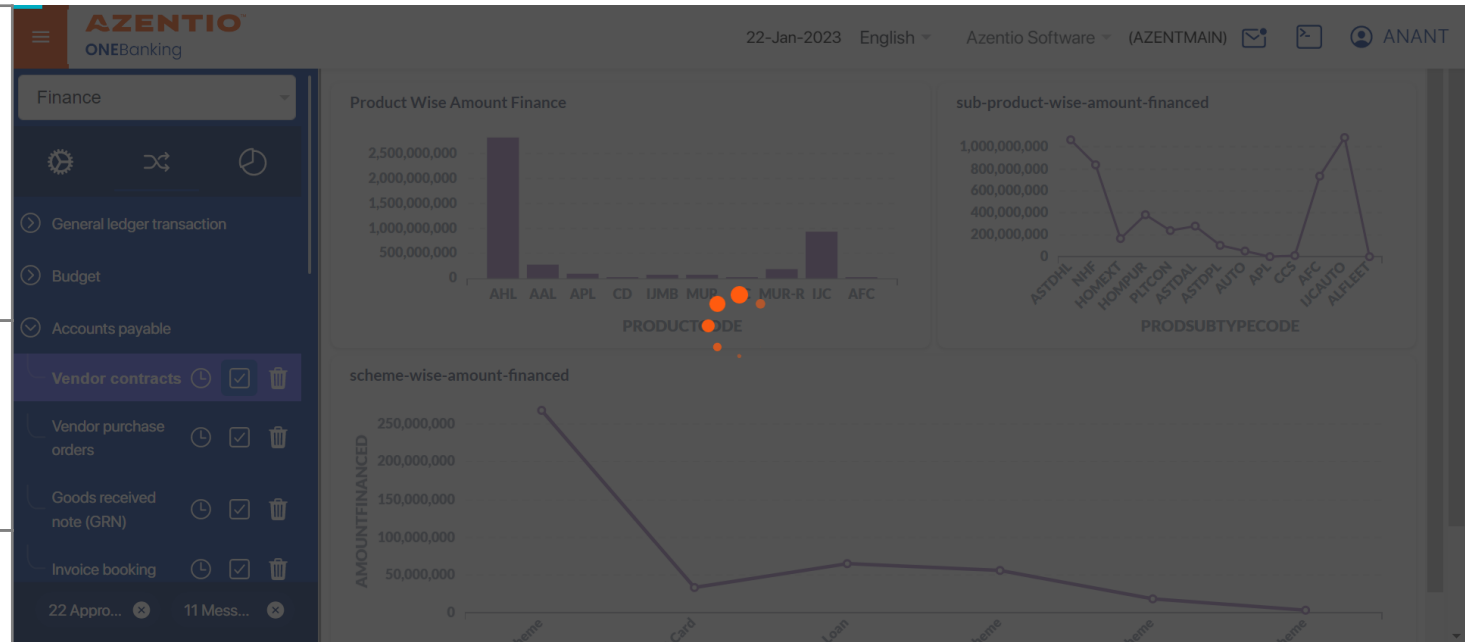 AZENTIO
ONEBanking
22-Jan-2023 English Azentio Software (AZENTMAIN) ANANT
Finance
General ledger transaction
Budget
Accounts payable
Vendor contracts
Vendor purchase
orders
Goods received
note (GRN)
Invoice booking
22 Appro...
11 Mess...
Product Wise Amount Finance
2,500,000,000
2,000,000,000
1,500,000,000
1,000,000,000
500,000,000
0
AHL AAL APL CD IJMB MUR MUR-R IJC AFC
PRODUCTCODE
sub-product-wise-amount-financed
1,000,000,000
800,000,000
600,000,000
400,000,000
200,000,000
0
ASTDHL NHF HOMEXT HOMPUR PLTCON ASTDAL ASTDPL AUTO APL CCS AFC IJCAUTO ALFLEET
PRODSUBTYPECODE
scheme-wise-amount-financed
AMOUNTFINANCED
250,000,000
200,000,000
150,000,000
100,000,000
50,000,000
0
Card Loan